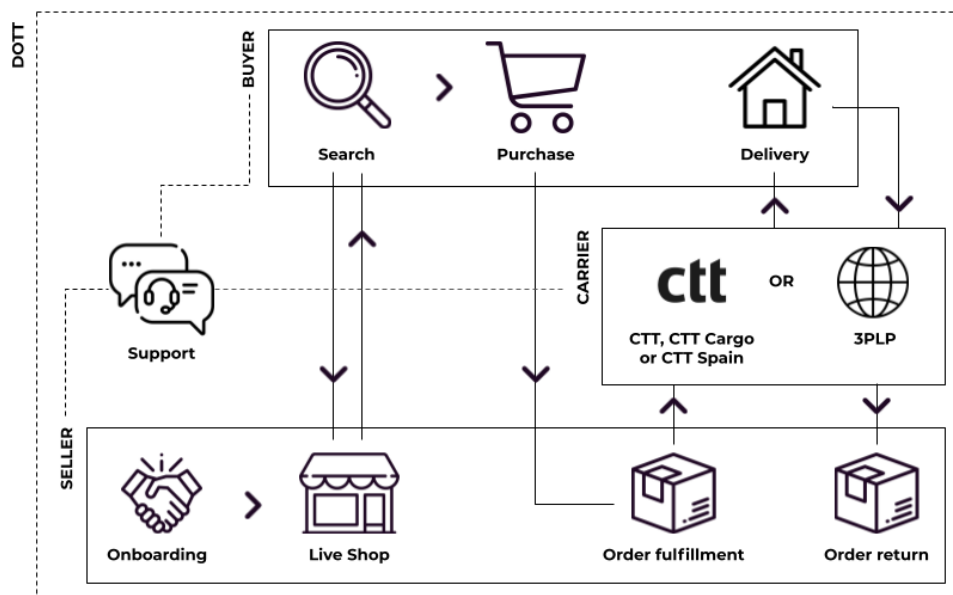 DOTT
BUYER
Search
Purchase
Delivery
CARRIER
ctt
OR
CTT, CTT Cargo
or CTT Spain
3PLP
Support
SELLER
Onboarding
Live Shop
Order fulfillment
Order return